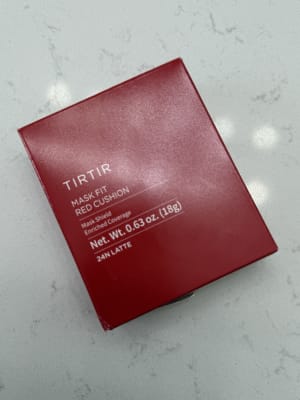 TIRTIR
MASK FIT
RED CUSHION
Mask Shield
Enriched Coverage
Net. Wt. 0.63 oz. (18g)
24N LATTE